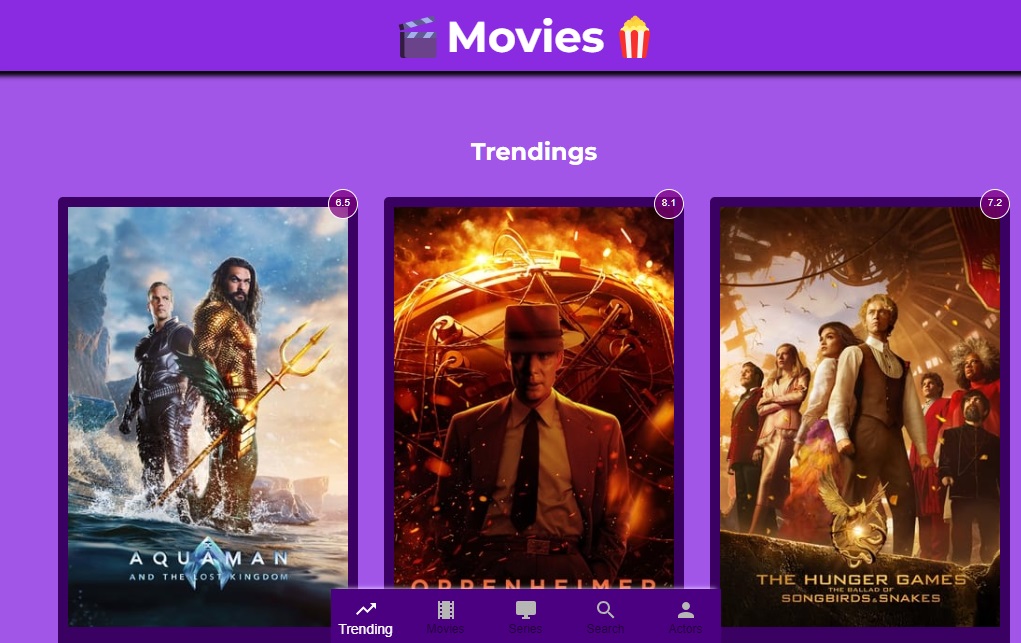 Movies
Trendings
6.5
8.1
7.2
AQUAMAN
AND THE LOST KINGDOM
OPPENHEIMER
THE HUNGER GAMES
THE BALLAD OF
SONGBIRDS & SNAKES
Trending
Movies
Series
Search
Actors